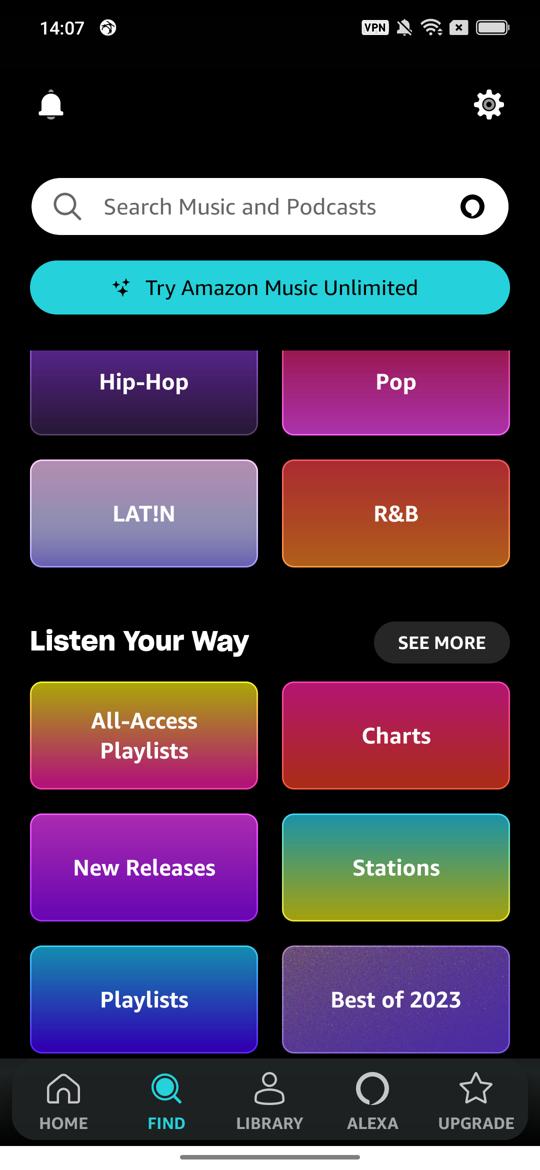 14:07
VPN
Search Music and Podcasts
Try Amazon Music Unlimited
Hip-Hop
Pop
LAT!N
R&B
Listen Your Way
SEE MORE
All-Access
Playlists
Charts
New Releases
Stations
Playlists
Best of 2023
HOME
FIND
LIBRARY
ALEXA
UPGRADE